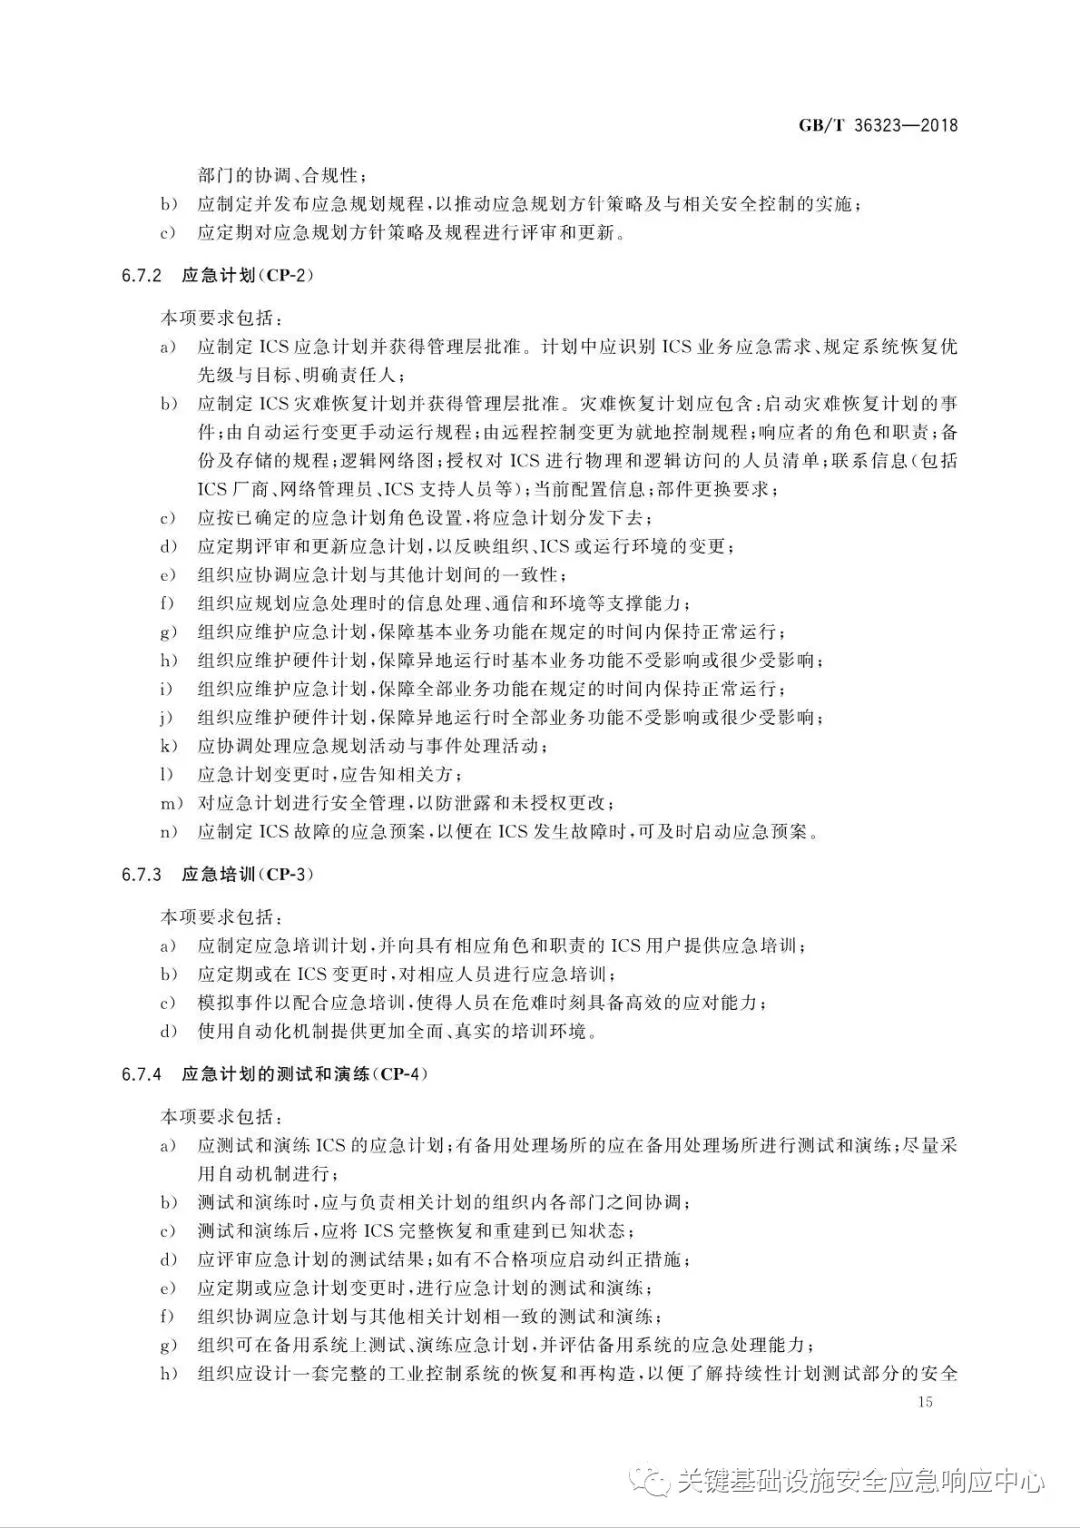 GB/T 36323—2018
部门的协调、合规性；
b） 应制定并发布应急规划规程，以推动应急规划方针策略及与相关安全控制的实施；
c） 应定期对应急规划方针策略及规程进行评审和更新。
6.7.2 应急计划(CP-2)
本项要求包括：
a） 应制定 ICS 应急计划并获得管理层批准。计划中应识别 ICS 业务应急需求、规定系统恢复优
先级与目标、明确责任人；
b） 应制定 ICS 灾难恢复计划并获得管理层批准。灾难恢复计划应包含：启动灾难恢复计划的事
件；由自动运行变更手动运行规程；由远程控制变更为就地控制规程；响应者的角色和职责；备
份及存储的规程；逻辑网络图；授权对 ICS 进行物理和逻辑访问的人员清单；联系信息（包括
ICS 厂商、网络管理员、ICS 支持人员等）；当前配置信息；部件更换要求；
c） 应按已确定的应急计划角色设置，将应急计划分发下去；
d） 应定期评审和更新应急计划，以反映组织、ICS 或运行环境的变更；
e） 组织应协调应急计划与其他计划间的一致性；
f） 组织应规划应急处理时的信息处理、通信和环境等支撑能力；
g） 组织应维护应急计划，保障基本业务功能在规定的时间内保持正常运行；
h） 组织应维护硬件计划，保障异地运行时基本业务功能不受影响或很少受影响；
i） 组织应维护应急计划，保障全部业务功能在规定的时间内保持正常运行；
j） 组织应维护硬件计划，保障异地运行时全部业务功能不受影响或很少受影响；
k） 应协调处理应急规划活动与事件处理活动；
l） 应急计划变更时，应告知相关方；
m） 对应急计划进行安全管理，以防泄露和未授权更改；
n） 应制定 ICS 故障的应急预案，以便在 ICS 发生故障时，可及时启动应急预案。
6.7.3 应急培训(CP-3)
本项要求包括：
a） 应制定应急培训计划，并向具有相应角色和职责的 ICS 用户提供应急培训；
b） 应定期或在 ICS 变更时，对相应人员进行应急培训；
c） 模拟事件以配合应急培训，使得人员在危难时刻具备高效的应对能力；
d） 使用自动化机制提供更加全面、真实的培训环境。
6.7.4 应急计划的测试和演练(CP-4)
本项要求包括：
a） 应测试和演练 ICS 的应急计划；有备用处理场所的应在备用处理场所进行测试和演练；尽量采
用自动机制进行；
b） 测试和演练时，应与负责相关计划的组织内各部门之间协调；
c） 测试和演练后，应将 ICS 完整恢复和重建到已知状态；
d） 应评审应急计划的测试结果；如有不合格项应启动纠正措施；
e） 应定期或应急计划变更时，进行应急计划的测试和演练；
f） 组织协调应急计划与其他相关计划相一致的测试和演练；
g） 组织可在备用系统上测试、演练应急计划，并评估备用系统的应急处理能力；
h） 组织应设计一套完整的工业控制系统的恢复和再构造，以便了解持续性计划测试部分的安全
15
关键基础设施安全应急响应中心